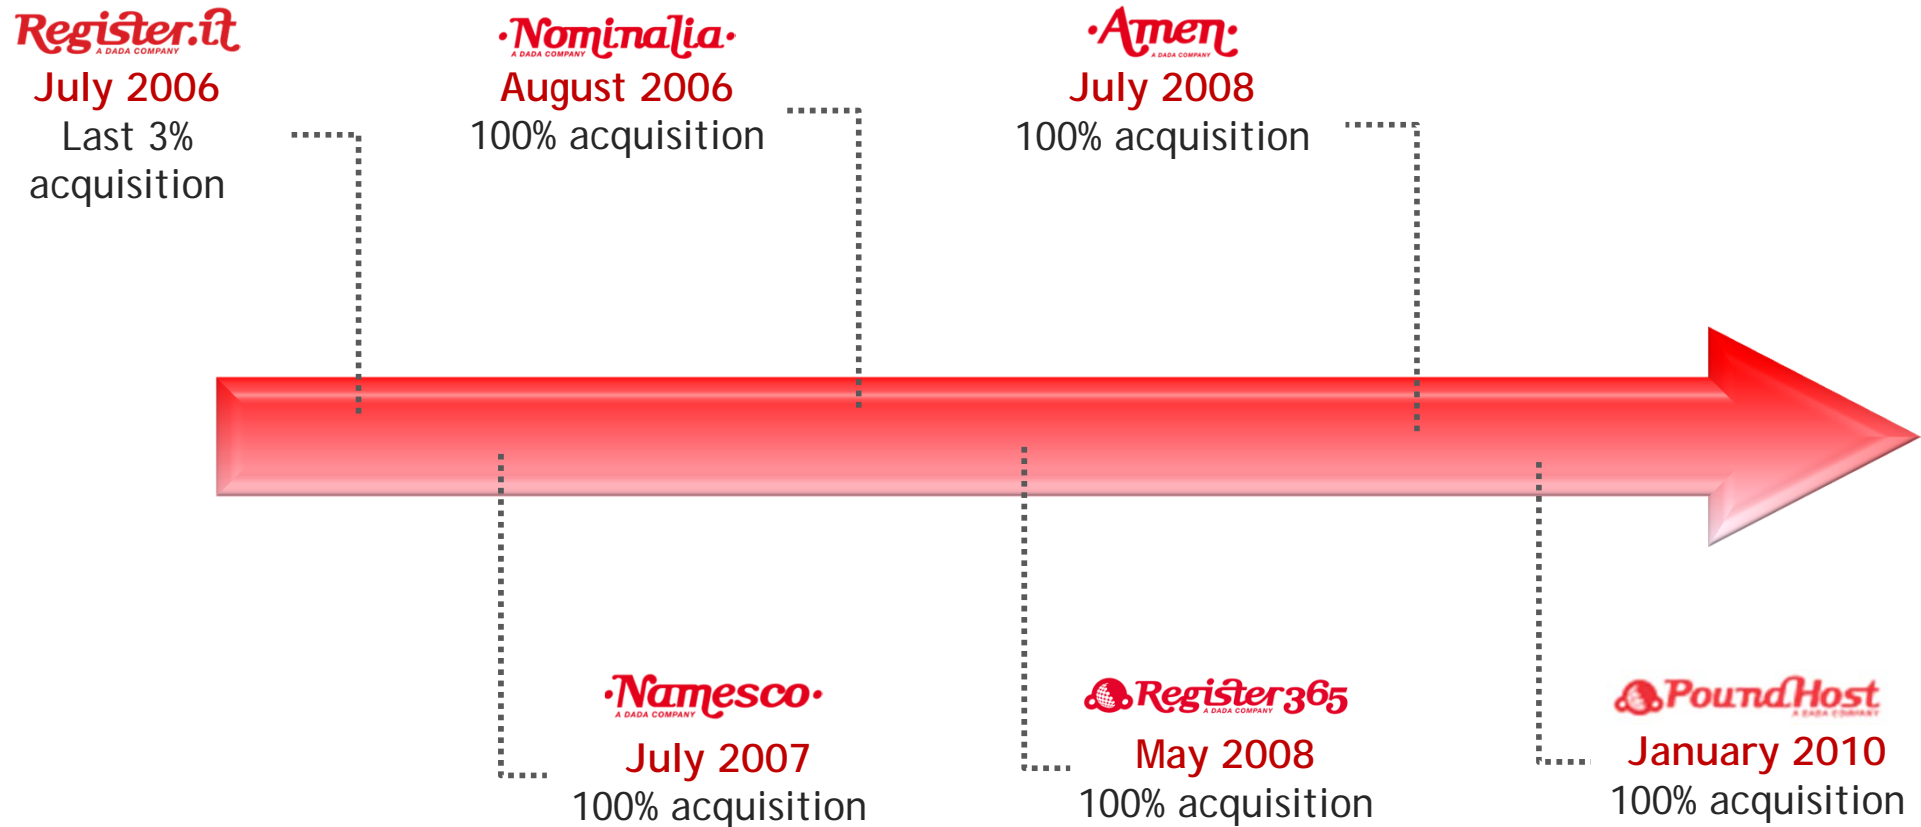 Register.it
A DADA COMPANY
July 2006
Last 3%
acquisition
·Nominalia·
A DADA COMPANY
August 2006
100% acquisition
·Amen·
A DADA COMPANY
July 2008
100% acquisition
·Namesco·
A DADA COMPANY
July 2007
100% acquisition
Register365
A DADA COMPANY
May 2008
100% acquisition
PoundHost
A DADA COMPANY
January 2010
100% acquisition